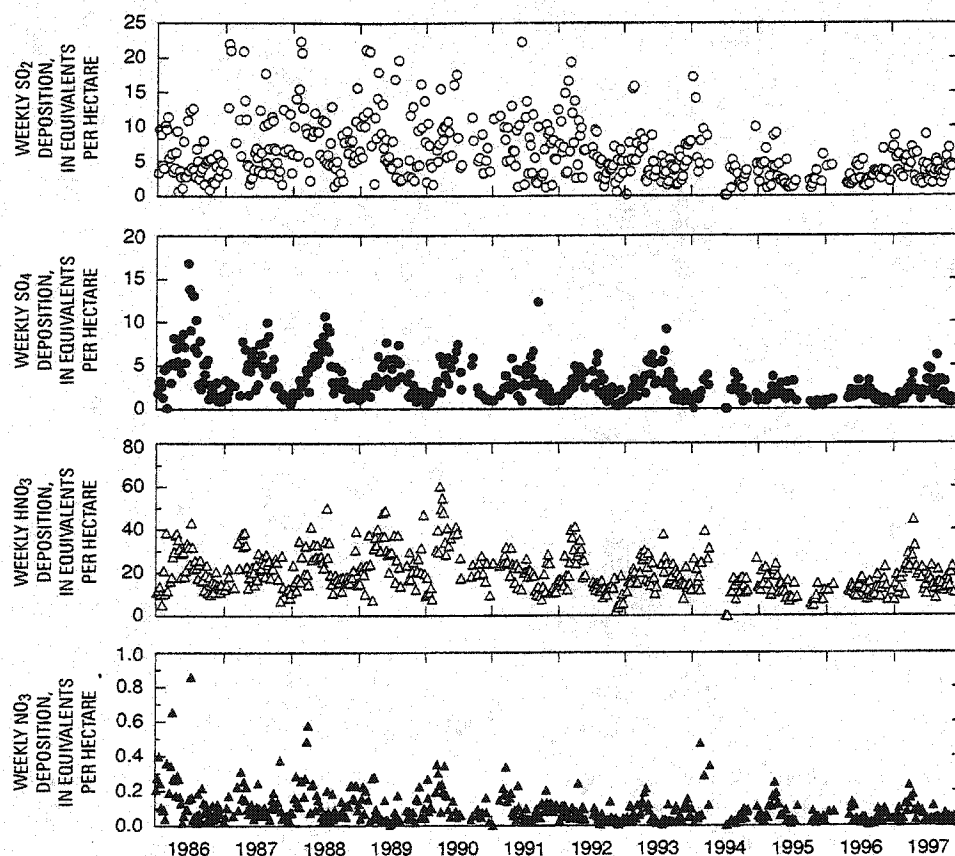 WEEKLY SO2
DEPOSITION,
IN EQUIVALENTS
PER HECTARE
25
20
15
10
5
0
WEEKLY SO4
DEPOSITION,
IN EQUIVALENTS
PER HECTARE
20
15
10
5
0
WEEKLY HNO3
DEPOSITION,
IN EQUIVALENTS
PER HECTARE
80
60
40
20
0
WEEKLY NO3
DEPOSITION,
IN EQUIVALENTS
PER HECTARE
1.0
0.8
0.6
0.4
0.2
0.0
1986 1987 1988 1989 1990 1991 1992 1993 1994 1995 1996 1997